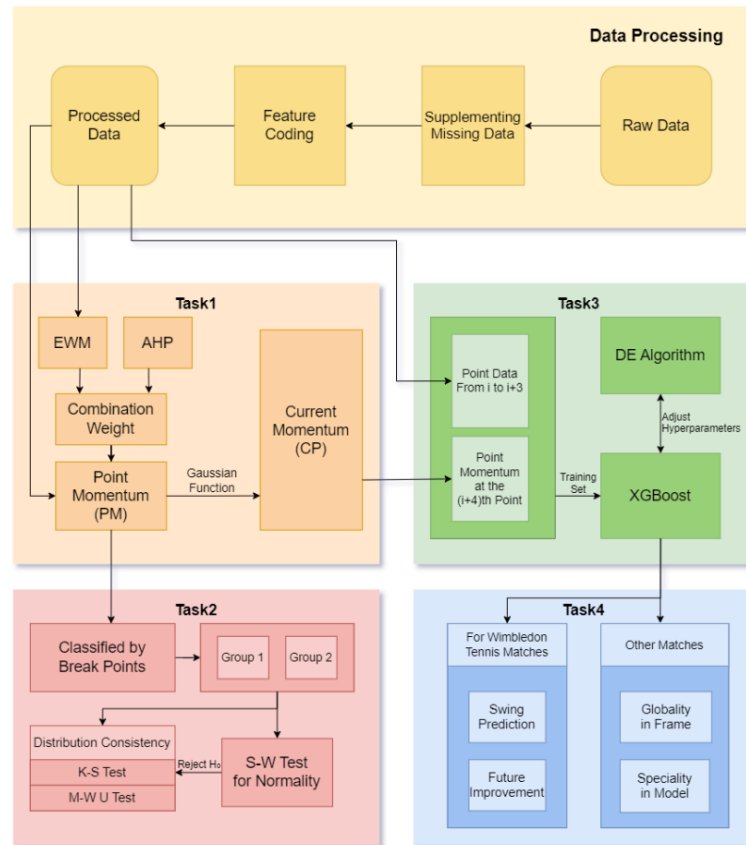 Data Processing
Processed
Data
Feature
Coding
Supplementing
Missing Data
Raw Data
Task1
EWM
AHP
Combination
Weight
Point
Momentum
(PM)
Gaussian
Function
Current
Momentum
(CP)
Task3
Point Data
From i to i+3
Point
Momentum
at the
(i+4)th Point
Training
Set
DE Algorithm
Adjust
Hyperparameters
XGBoost
Task2
Classified by
Break Points
Group 1
Group 2
Distribution Consistency
K-S Test
M-W U Test
Reject H₀
S-W Test
for Normality
Task4
For Wimbledon
Tennis Matches
Swing
Prediction
Future
Improvement
Other Matches
Globality
in Frame
Speciality
in Model